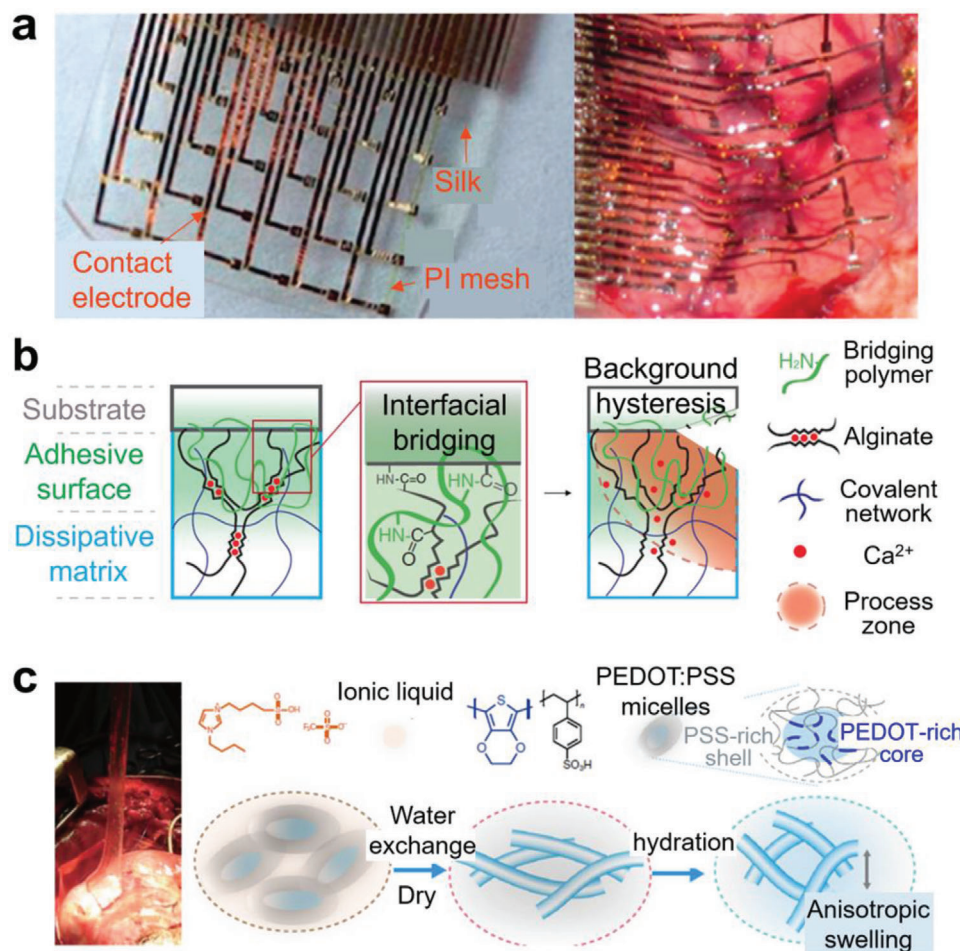 a
Silk
Contact
electrode
PI mesh
b
Substrate
Adhesive
surface
Dissipative
matrix
Interfacial
bridging
HN-C=O
HN
C
O
HN
C
O
Background
hysteresis
H₂N
Bridging
polymer
Alginate
Covalent
network
Ca²⁺
Process
zone
c
Ionic liquid
PEDOT:PSS
micelles
PSS-rich
shell
PEDOT-rich
core
N
N
O
S
OH
O
F₃C
O
S
O⁻
O
S
O
O
n
SO₃H
Water
exchange
Dry
hydration
Anisotropic
swelling